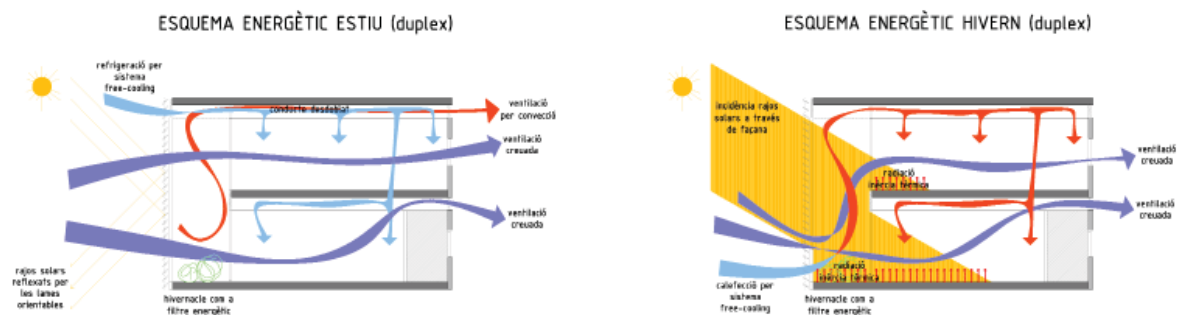 ESQUEMA ENERGÈTIC ESTIU (duplex)
refrigeració per
sistema
free-cooling
conducte desdoblat
ventilació
per convecció
ventilació
creuada
ventilació
creuada
rajos solars
reflexats per
les lames
orientables
hivernacle com a
filtre energètic
ESQUEMA ENERGÈTIC HIVERN (duplex)
incidència rajos
solars a través
de façana
ventilació
creuada
radiació
inèrcia tèrmica
ventilació
creuada
radiació
inèrcia tèrmica
calefecció per
sistema
free-cooling
hivernacle com a
filtre energètic